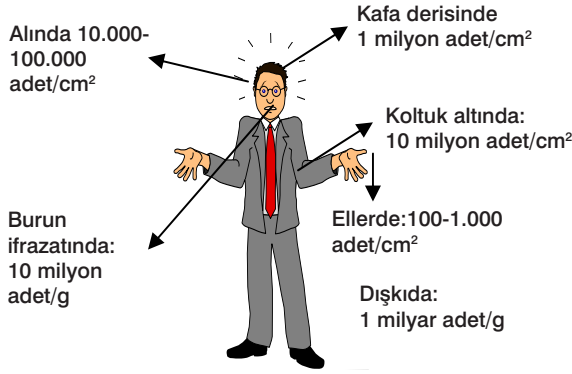 Alında 10.000-
100.000
adet/cm²
Kafa derisinde
1 milyon adet/cm²
Koltuk altında:
10 milyon adet/cm²
Burun
ifrazatında:
10 milyon
adet/g
Ellerde:100-1.000
adet/cm²
Dışkıda:
1 milyar adet/g